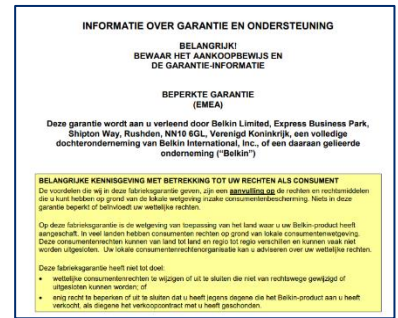 INFORMATIE OVER GARANTIE EN ONDERSTEUNING
BELANGRIJK!
BEWAAR HET AANKOOPBEWIJS EN
DE GARANTIE-INFORMATIE
BEPERKTE GARANTIE
(EMEA)
Deze garantie wordt aan u verleend door Belkin Limited, Express Business Park,
Shipton Way, Rushden, NN10 6GL, Verenigd Koninkrijk, een volledige
dochteronderneming van Belkin International, Inc., of een daaraan gelieerde
onderneming (“Belkin”)
BELANGRIJKE KENNISGEVING MET BETREKKING TOT UW RECHTEN ALS CONSUMENT
De voordelen die wij in deze fabrieksgarantie geven, zijn een aanvulling op de rechten en rechtsmiddelen
die u kunt hebben op grond van de lokale wetgeving inzake consumentenbescherming. Niets in deze
garantie beperkt of beïnvloedt uw wettelijke rechten.
Op deze fabrieksgarantie is de wetgeving van toepassing van het land waar u uw Belkin-product heeft
aangeschaft. In veel landen hebben consumenten rechten op grond van lokale consumentenwetgeving.
Deze consumentenrechten kunnen van land tot land en regio tot regio verschillen en kunnen vaak niet
worden uitgesloten. Uw lokale consumentenrechtenorganisatie kan u adviseren over uw wettelijke rechten.
Deze fabrieksgarantie heeft niet tot doel:
• wettelijke consumentenrechten te wijzigen of uit te sluiten die niet van rechtswege gewijzigd of
uitgesloten kunnen worden; of
• enig recht te beperken of uit te sluiten dat u heeft jegens degene die het Belkin-product aan u heeft
verkocht, als diegene het verkoopcontract met u heeft geschonden.